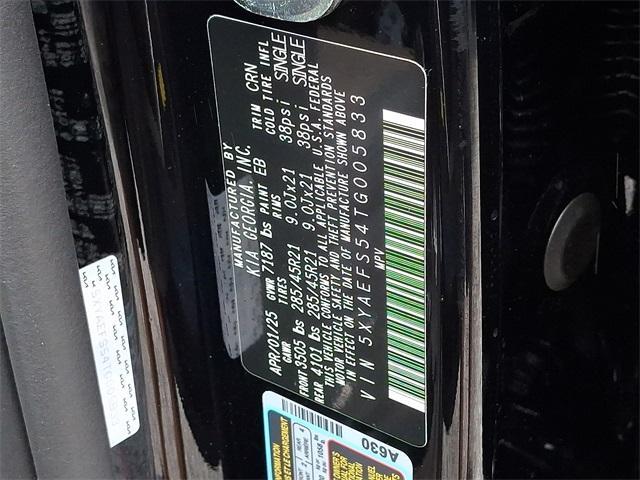 MANUFACTURED BY
KIA GEORGIA, INC.
APR/01/25 GVWR 7187 lbs PAINT EB TRIM CRN
GAWR TIRES RAMS COLD TIRE INFL
FRONT 3505 lbs 285/45R21 9.0Jx21 38psi SINGLE
REAR 4101 lbs 285/45R21 9.0Jx21 38psi SINGLE
THIS VEHICLE CONFORMS TO ALL APPLICABLE U.S.A. FEDERAL
MOTOR VEHICLE SAFETY AND THEFT PREVENTION STANDARDS
IN EFFECT ON THE DATE OF MANUFACTURE SHOWN ABOVE
VIN 5XYAEFS54TG005833
MPV
A630